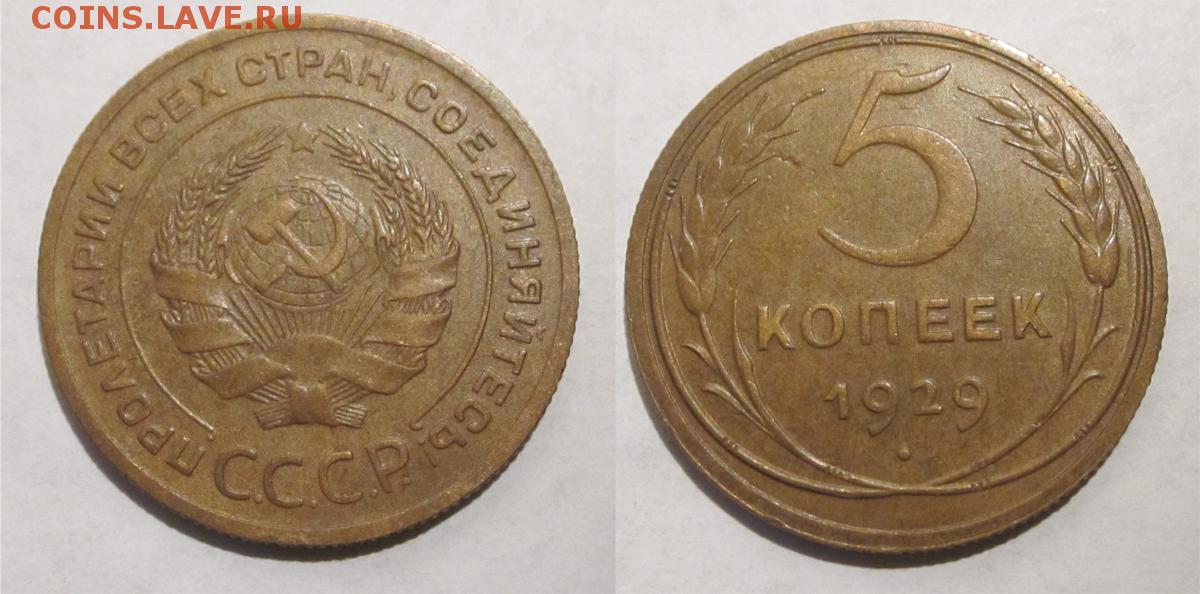 COINS.LAVE.RU
ПРОЛЕТАРИИ ВСЕХ СТРАН, СОЕДИНЯЙТЕСЬ!
С.С.С.Р.
5
КОПЕЕК
1929